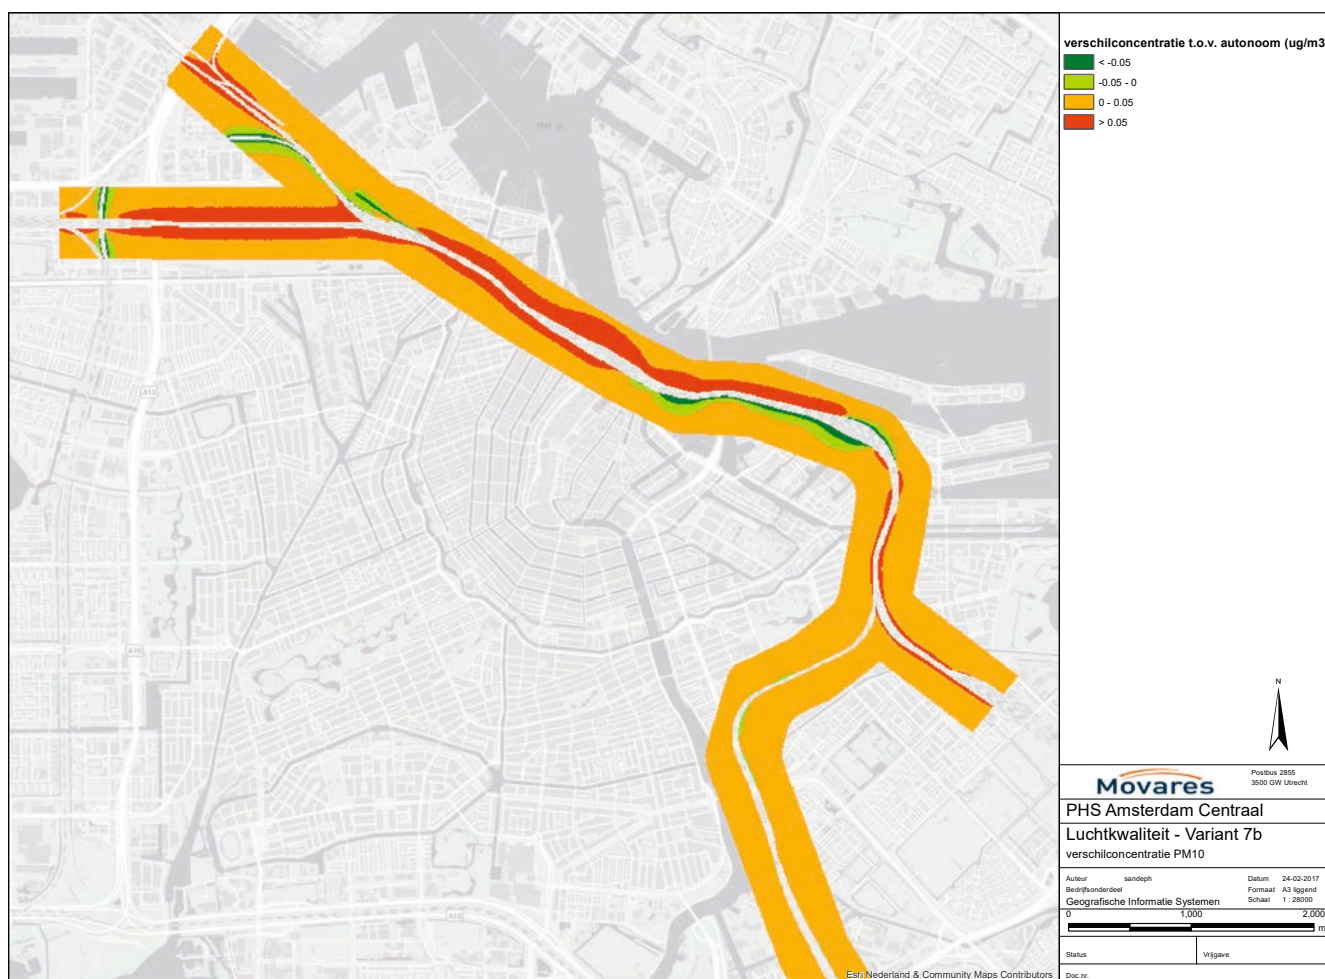 verschilconcentratie t.o.v. autonoom (ug/m3
< -0.05
-0.05 - 0
0 - 0.05
> 0.05
A10
A10
A10
N
Movares
Postbus 2855
3500 GW Utrecht
PHS Amsterdam Centraal
Luchtkwaliteit - Variant 7b
verschilconcentratie PM10
Auteur sandeph Datum 24-02-2017
Bedrijfsonderdeel Formaat A3 liggend
Geografische Informatie Systemen Schaal 1 : 28000
0 1,000 2,000
m
Status Vrijgave
Doc.nr.
Esri Nederland & Community Maps Contributors